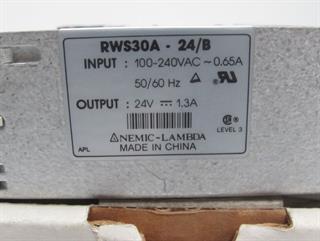 RWS30A - 24/B
INPUT : 100-240VAC ~ 0.65A
50/60 Hz
OUTPUT : 24V ⎓ 1.3A
NEMIC-LAMBDA
LEVEL 3
APL MADE IN CHINA